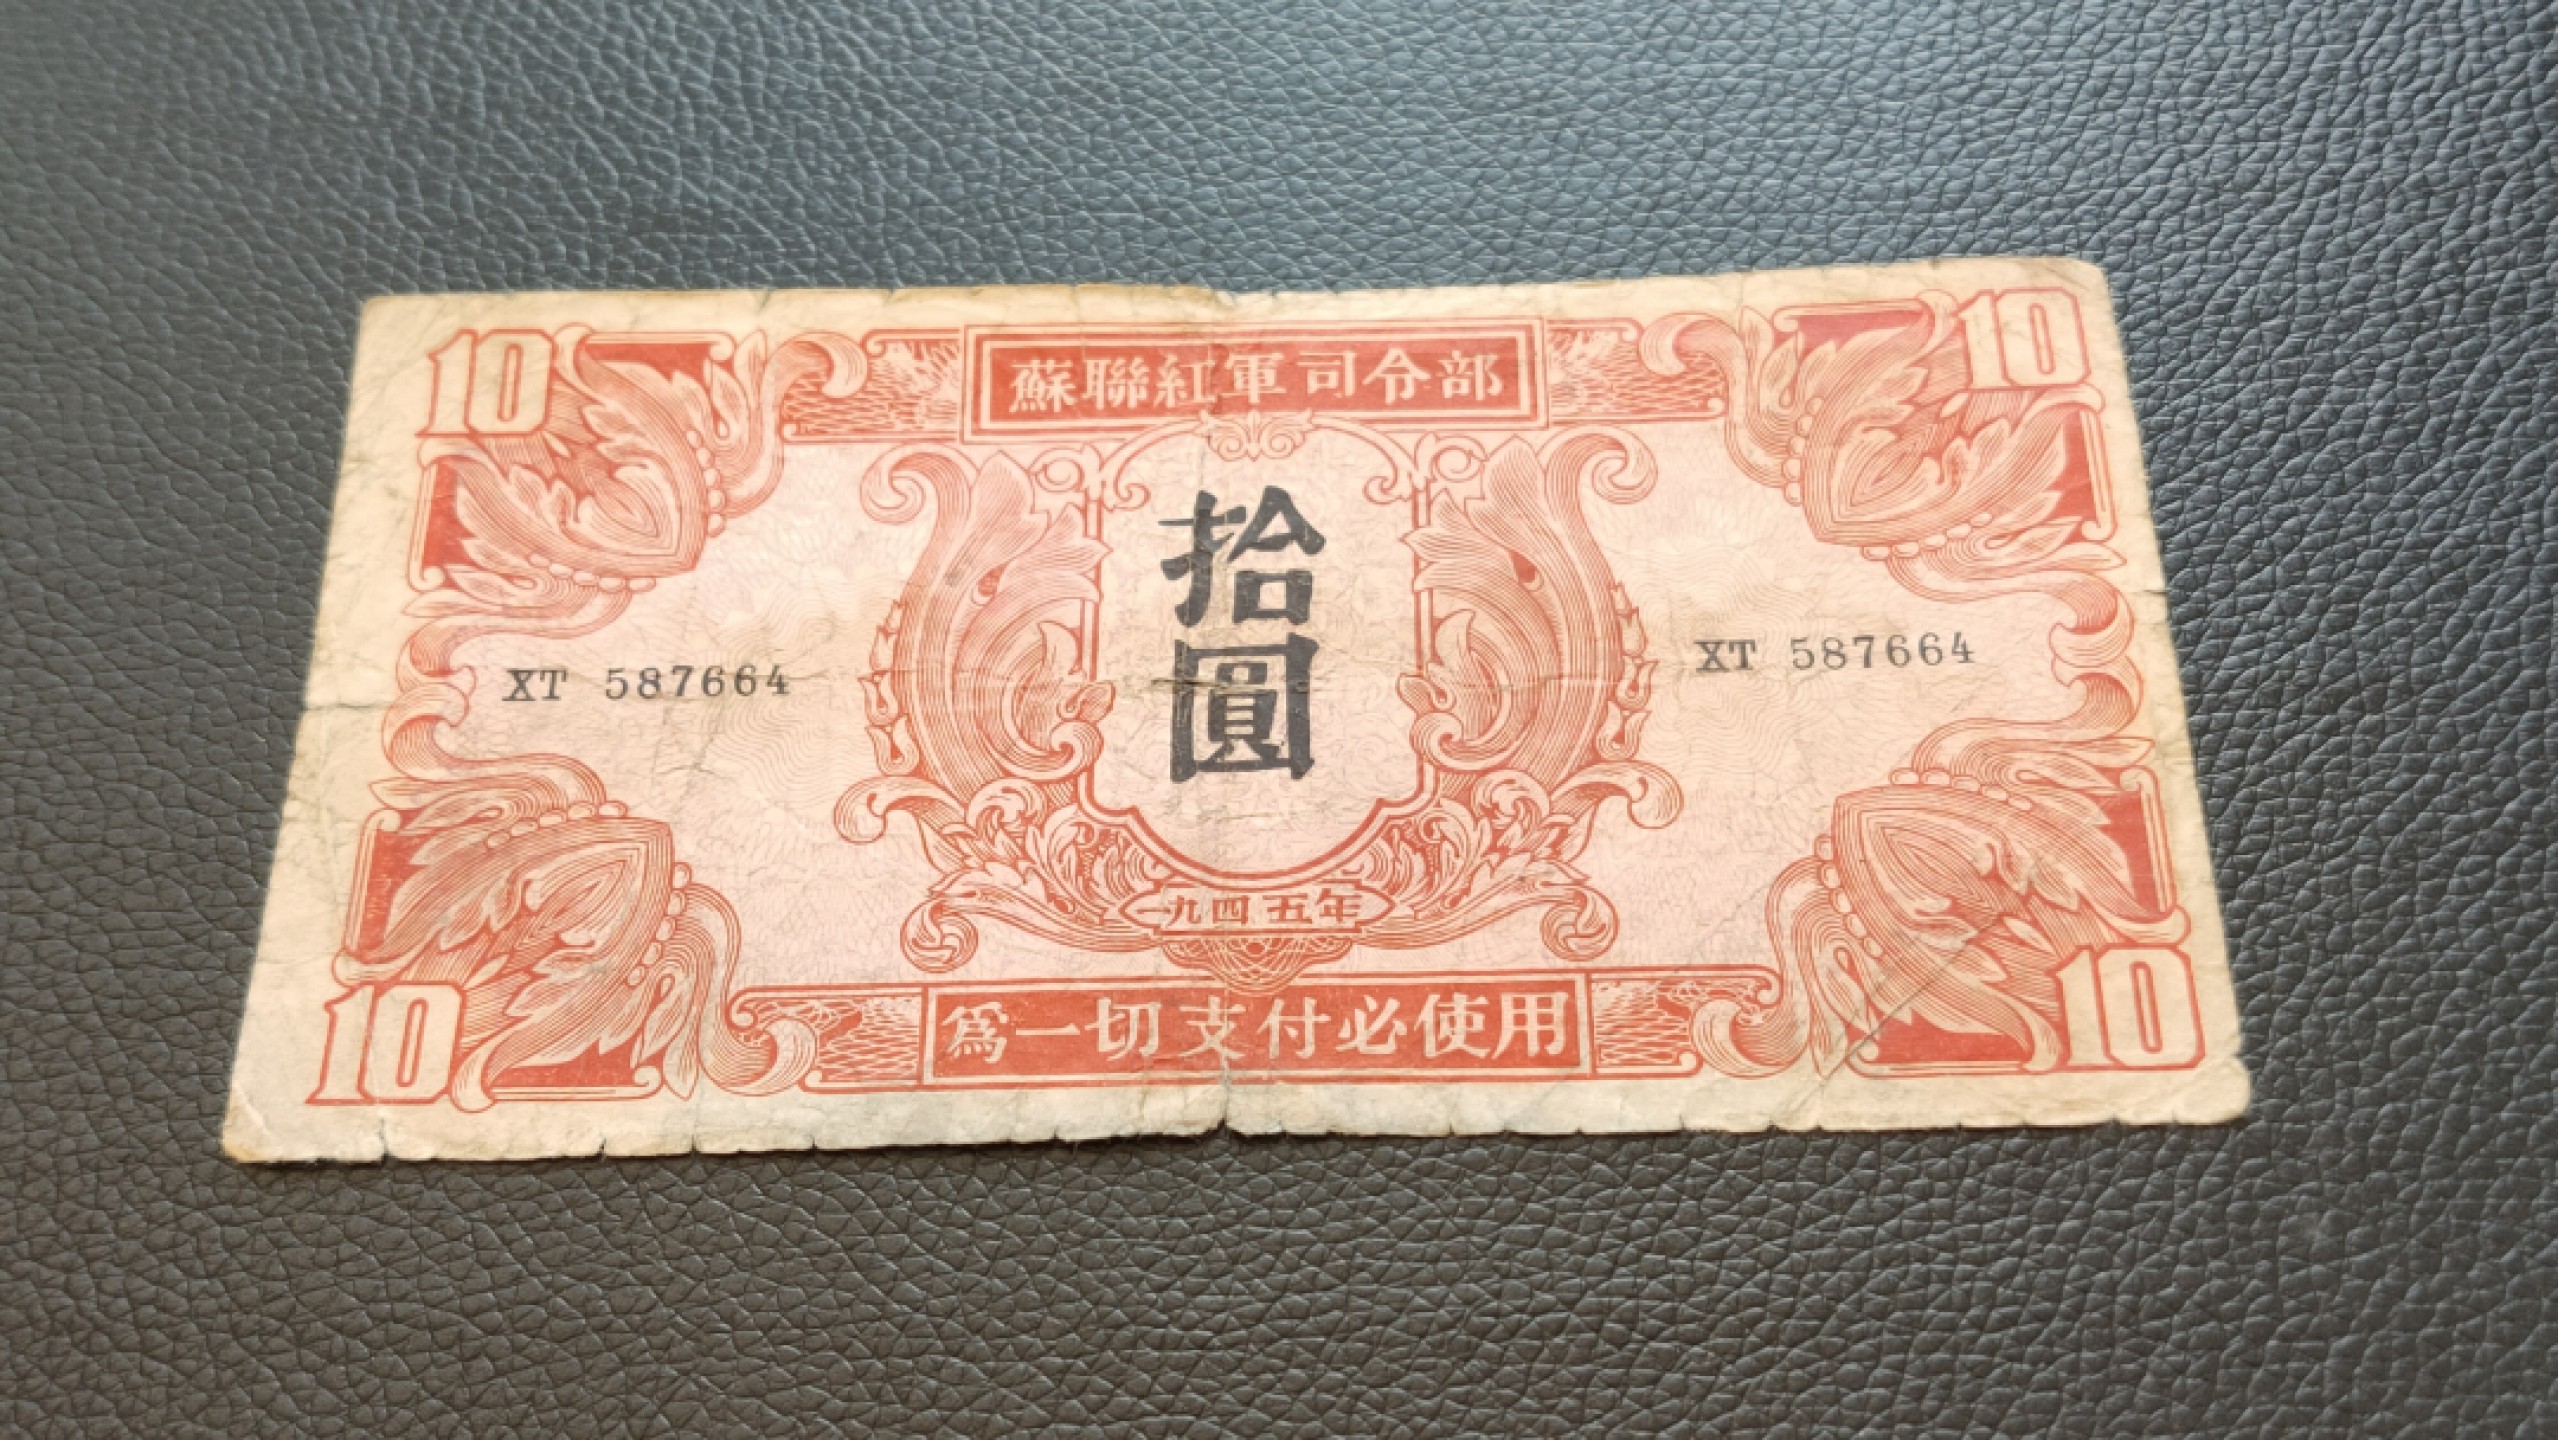 10 蘇聯紅軍司令部 10
拾
圓
XT 587664 XT 587664
一九四五年
10 爲一切支付必使用 10